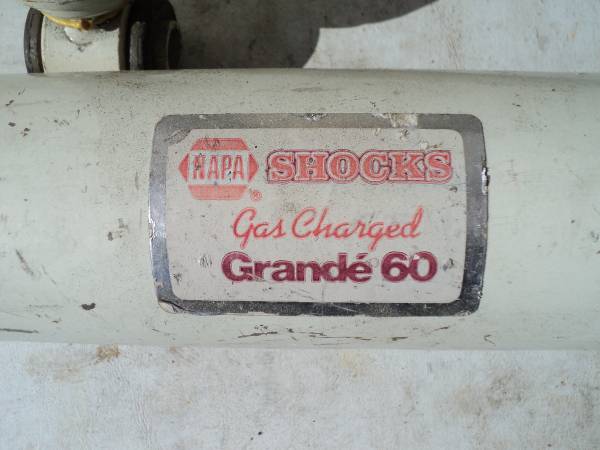 NAPA SHOCKS
®
Gas Charged
Grandé 60